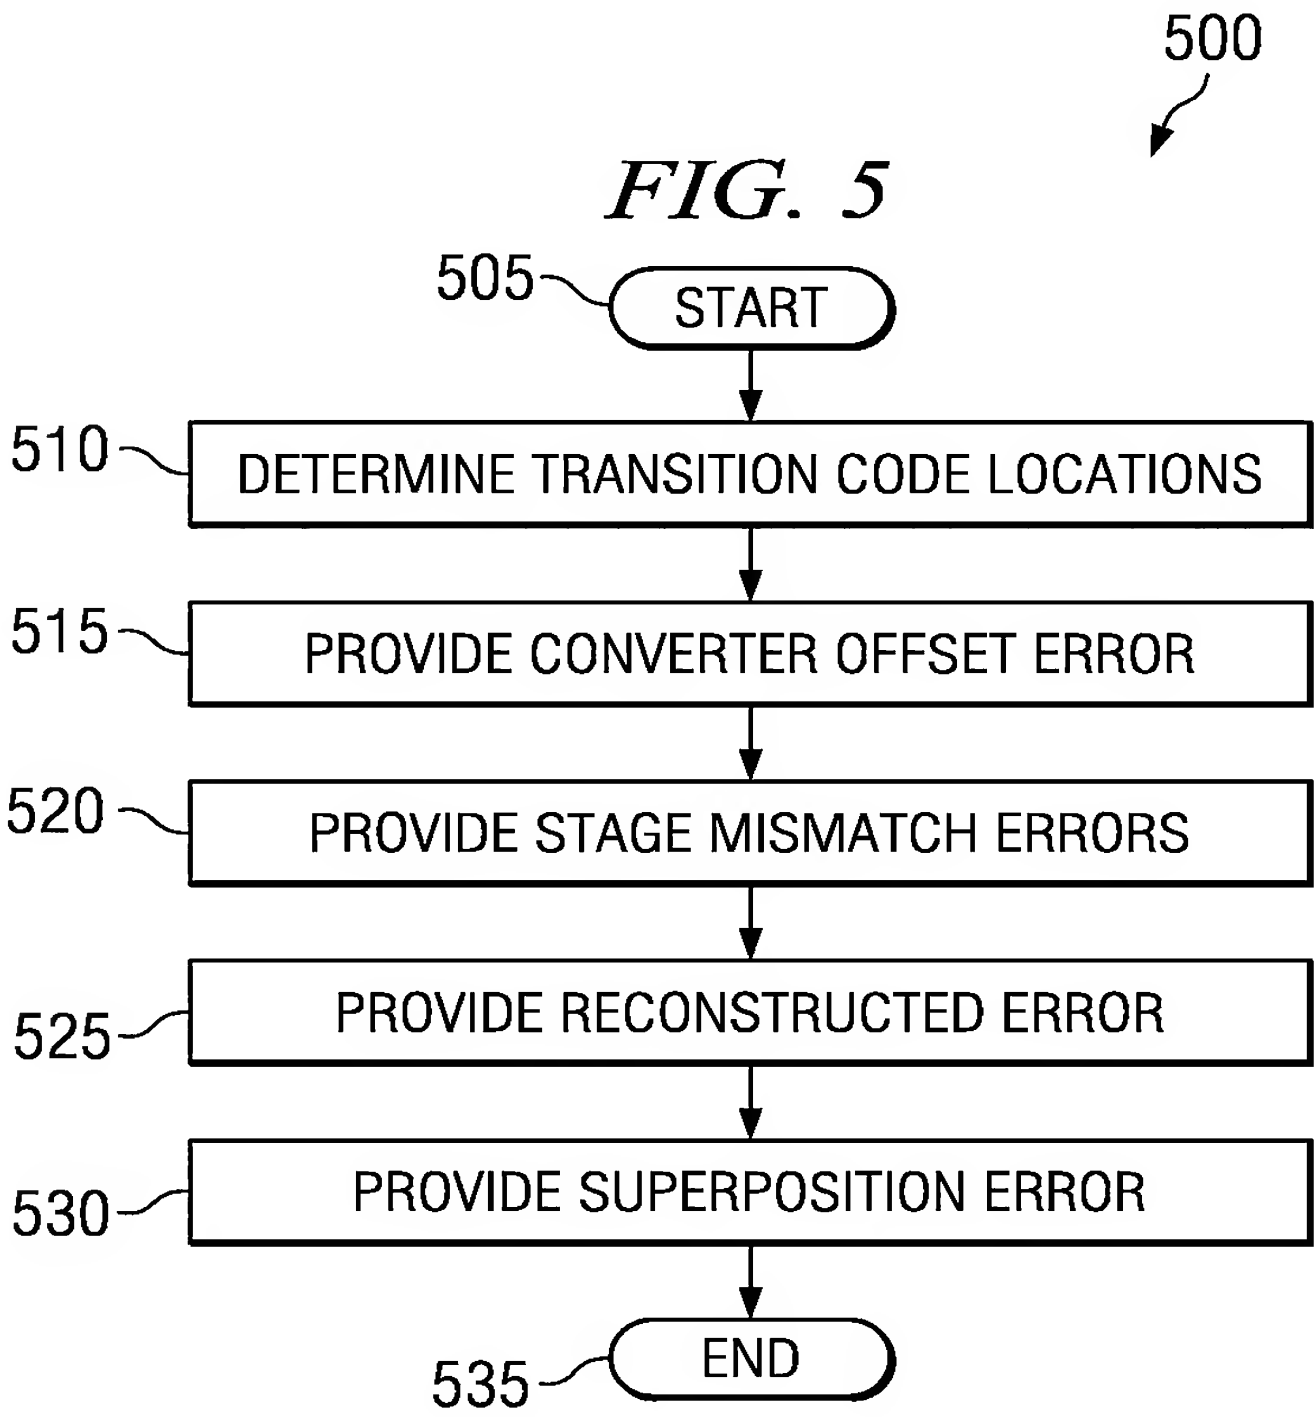 500
FIG. 5
505
START
510
DETERMINE TRANSITION CODE LOCATIONS
515
PROVIDE CONVERTER OFFSET ERROR
520
PROVIDE STAGE MISMATCH ERRORS
525
PROVIDE RECONSTRUCTED ERROR
530
PROVIDE SUPERPOSITION ERROR
535
END